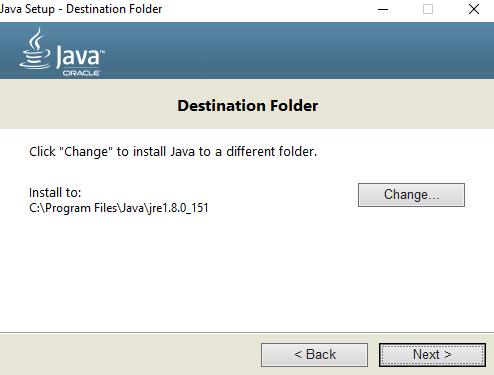 Java Setup - Destination Folder
Java™
ORACLE
Destination Folder
Click "Change" to install Java to a different folder.
Install to:
C:\Program Files\Java\jre1.8.0_151
Change...
< Back
Next >